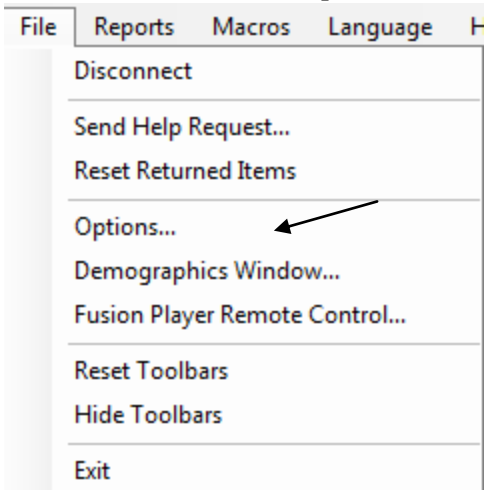 File Reports Macros Language H
Disconnect
Send Help Request...
Reset Returned Items
Options...
Demographics Window...
Fusion Player Remote Control...
Reset Toolbars
Hide Toolbars
Exit